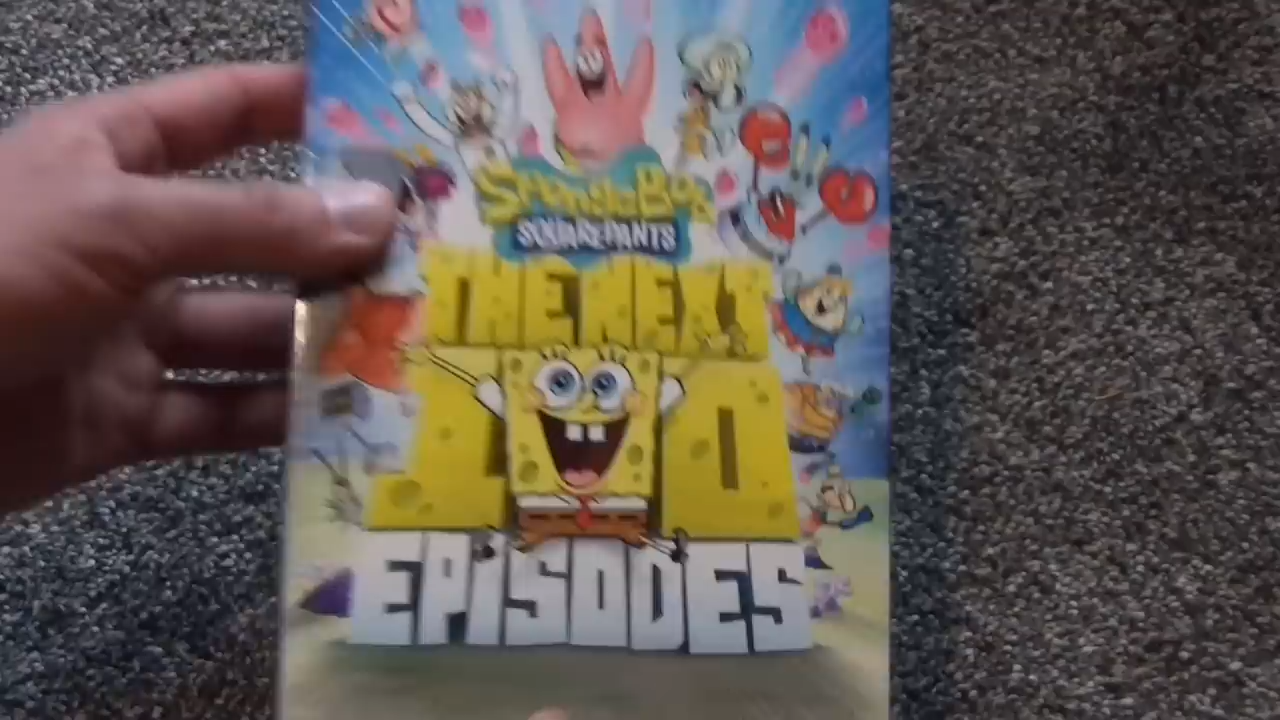 SPONGEBOB
SQUAREPANTS
THE NEXT
100
EPISODES